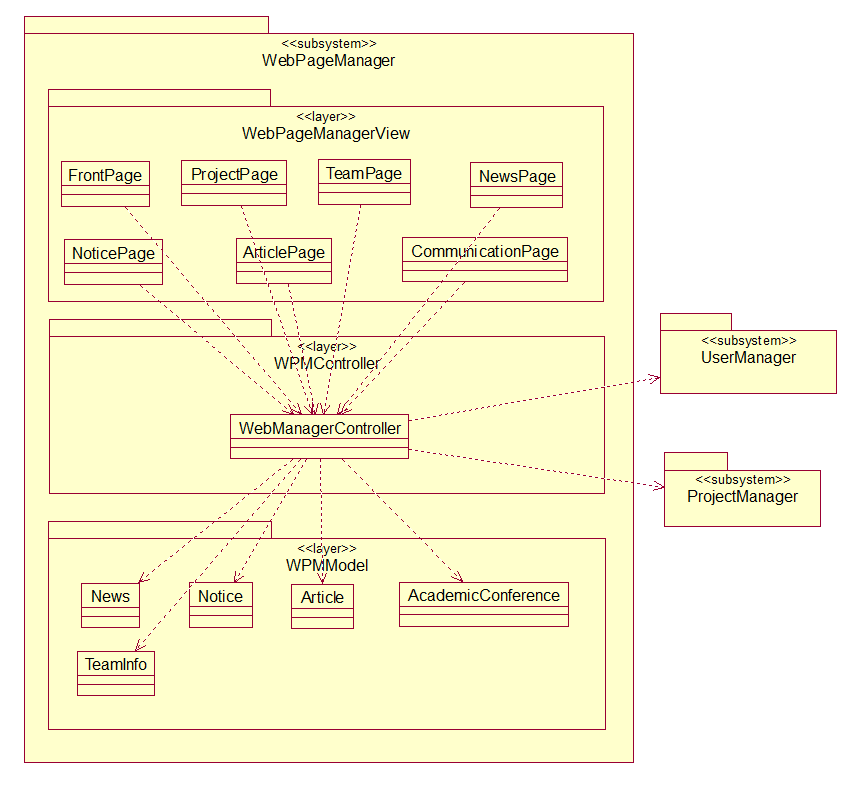 <<subsystem>>
WebPageManager
<<layer>>
WebPageManagerView
FrontPage
ProjectPage
TeamPage
NewsPage
NoticePage
ArticlePage
CommunicationPage
<<layer>>
WPMController
WebManagerController
<<subsystem>>
UserManager
<<subsystem>>
ProjectManager
<<layer>>
WPMModel
News
Notice
Article
AcademicConference
TeamInfo